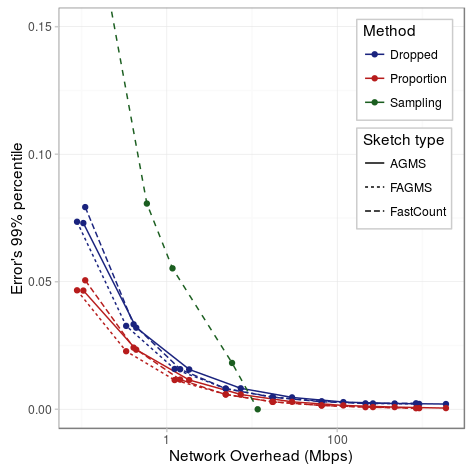 Error's 99% percentile
0.15
0.10
0.05
0.00
1
100
Network Overhead (Mbps)
Method
Dropped
Proportion
Sampling
Sketch type
AGMS
FAGMS
FastCount